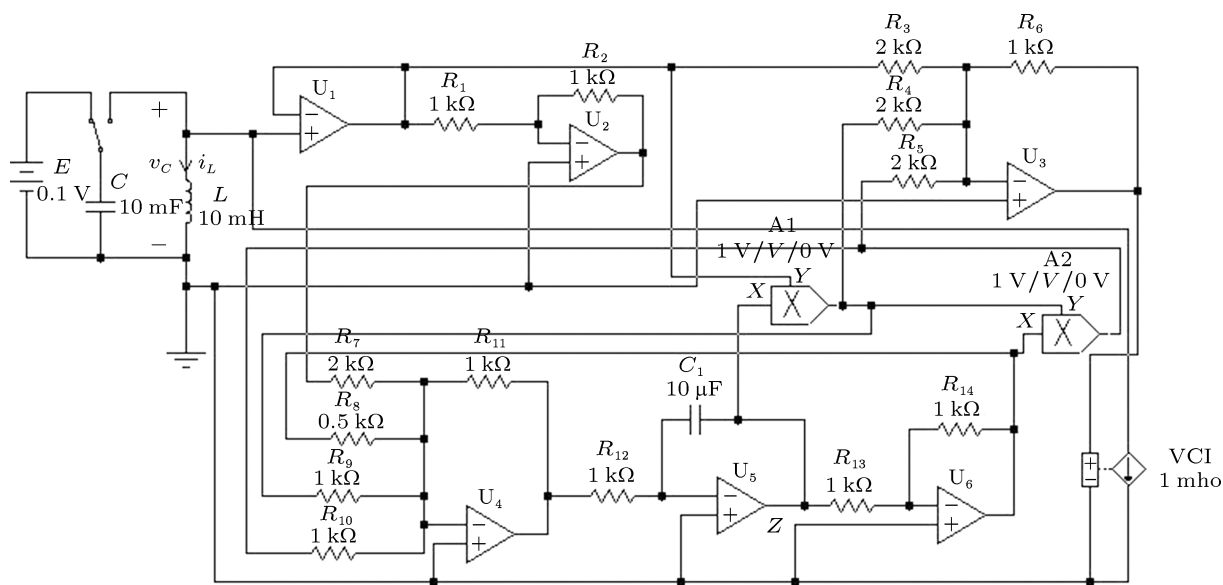 R3
2 kΩ
R6
1 kΩ
R2
1 kΩ
R1
1 kΩ
U1
U2
R4
2 kΩ
R5
2 kΩ
U3
+
E
0.1 V
C
10 mF
vC
iL
L
10 mH
−
A1
1 V/V/0 V
X
Y
A2
1 V/V/0 V
X
Y
R7
2 kΩ
R11
1 kΩ
R8
0.5 kΩ
R9
1 kΩ
R10
1 kΩ
U4
C1
10 µF
R12
1 kΩ
U5
Z
R13
1 kΩ
R14
1 kΩ
U6
VCI
1 mho